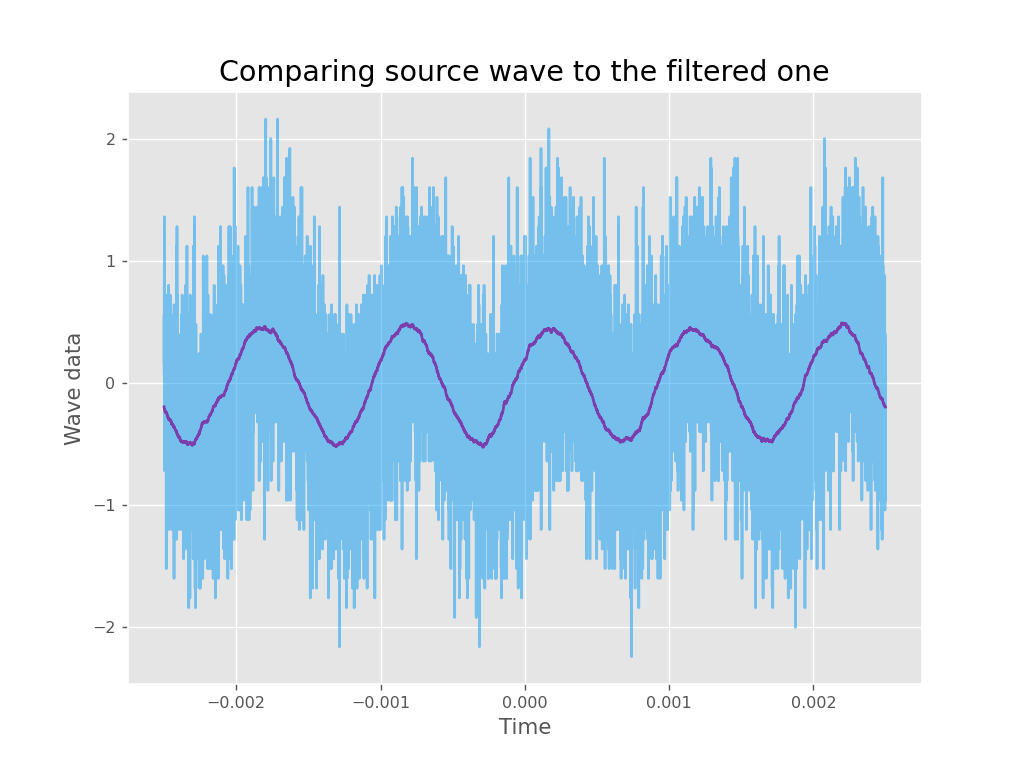 Comparing source wave to the filtered one
Wave data
2
1
0
−1
−2
−0.002 −0.001 0.000 0.001 0.002
Time